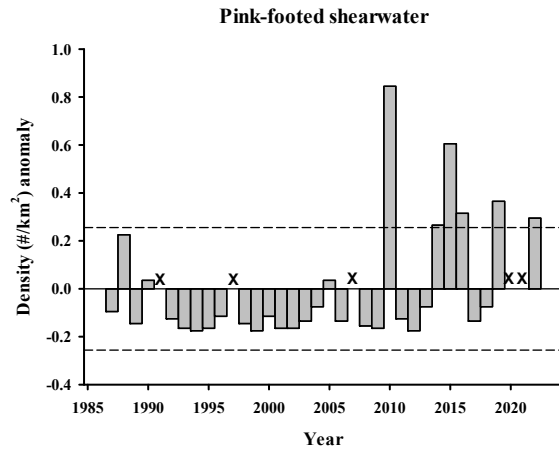 Pink-footed shearwater
Density (#/km²) anomaly
1.0
0.8
0.6
0.4
0.2
0.0
-0.2
-0.4
X X X X X
1985 1990 1995 2000 2005 2010 2015 2020
Year